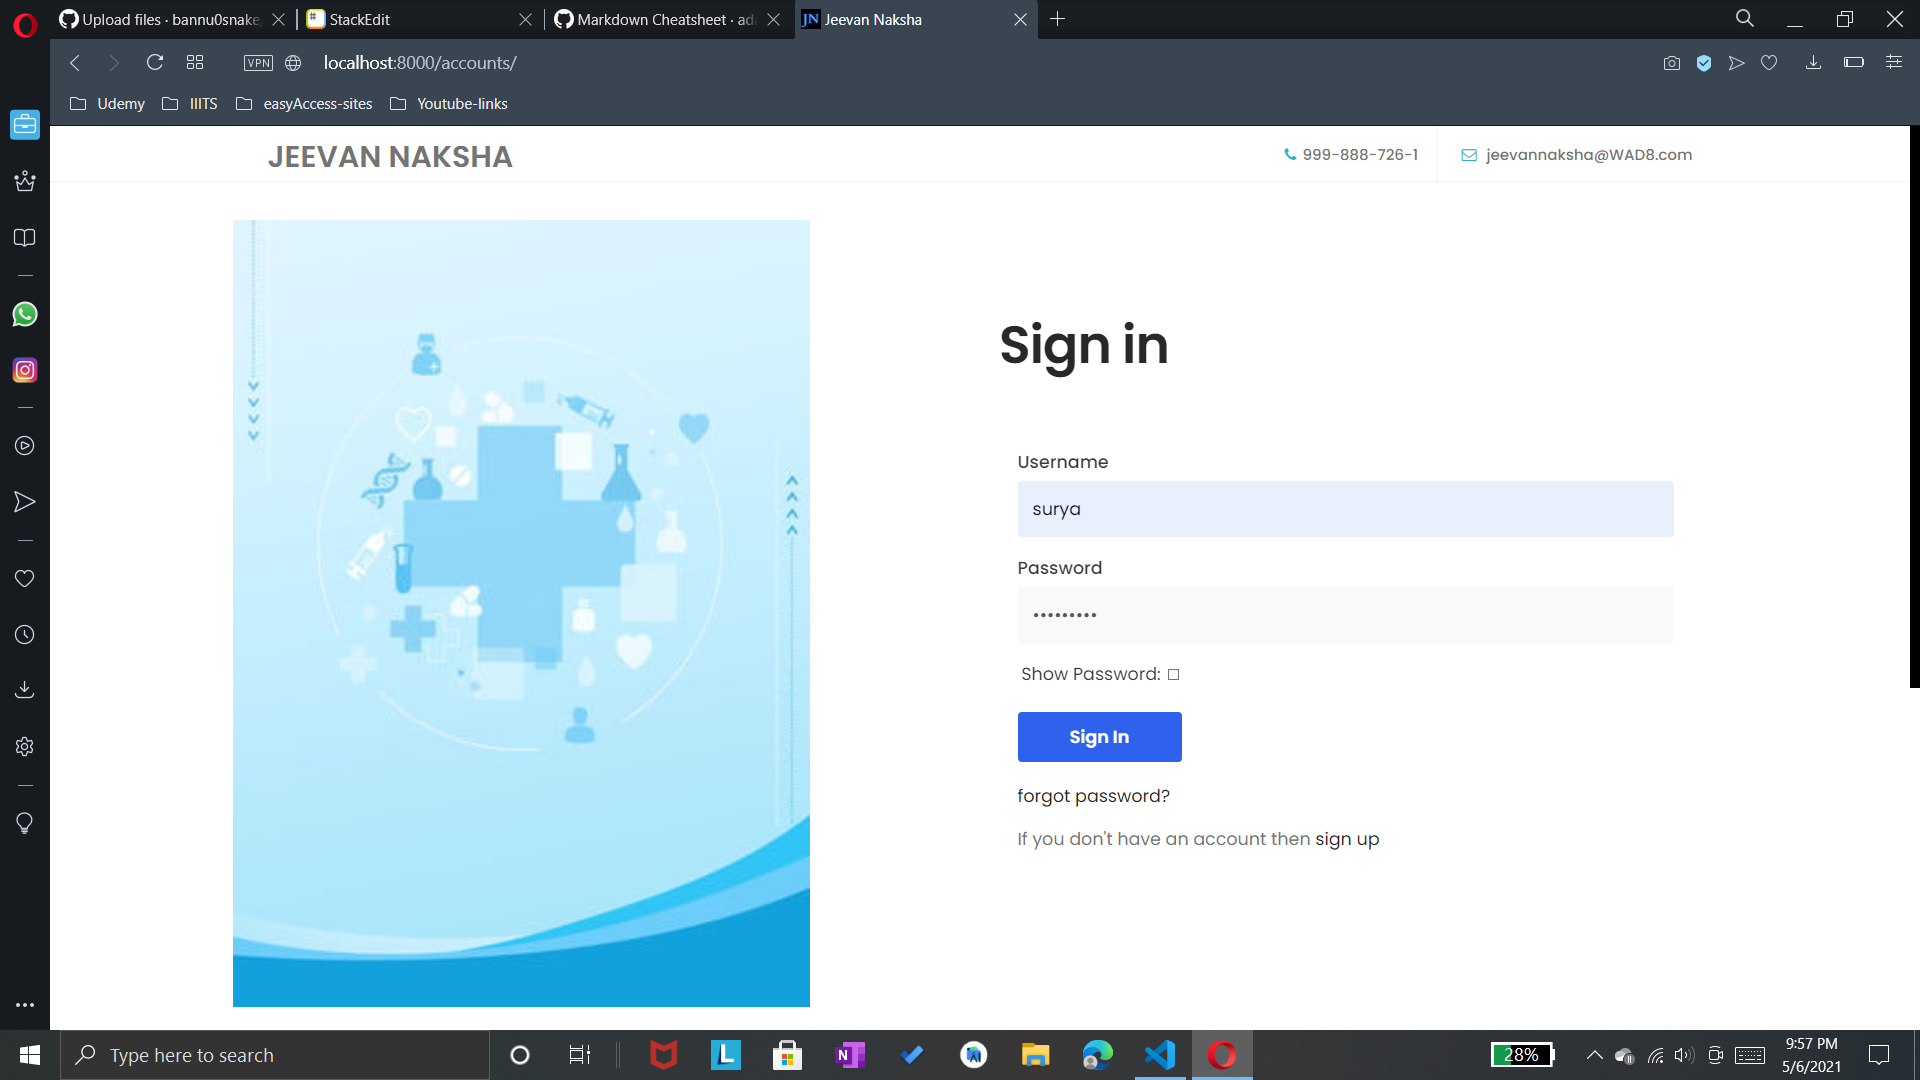 Upload files · bannu0snake
StackEdit
Markdown Cheatsheet · ada
JN Jeevan Naksha
VPN
localhost:8000/accounts/
Udemy
IIITS
easyAccess-sites
Youtube-links
JEEVAN NAKSHA
999-888-726-1
jeevannaksha@WAD8.com
Sign in
Username
surya
Password
•••••••••
Show Password:
Sign In
forgot password?
If you don't have an account then sign up
Type here to search
L
N
28%
9:57 PM
5/6/2021